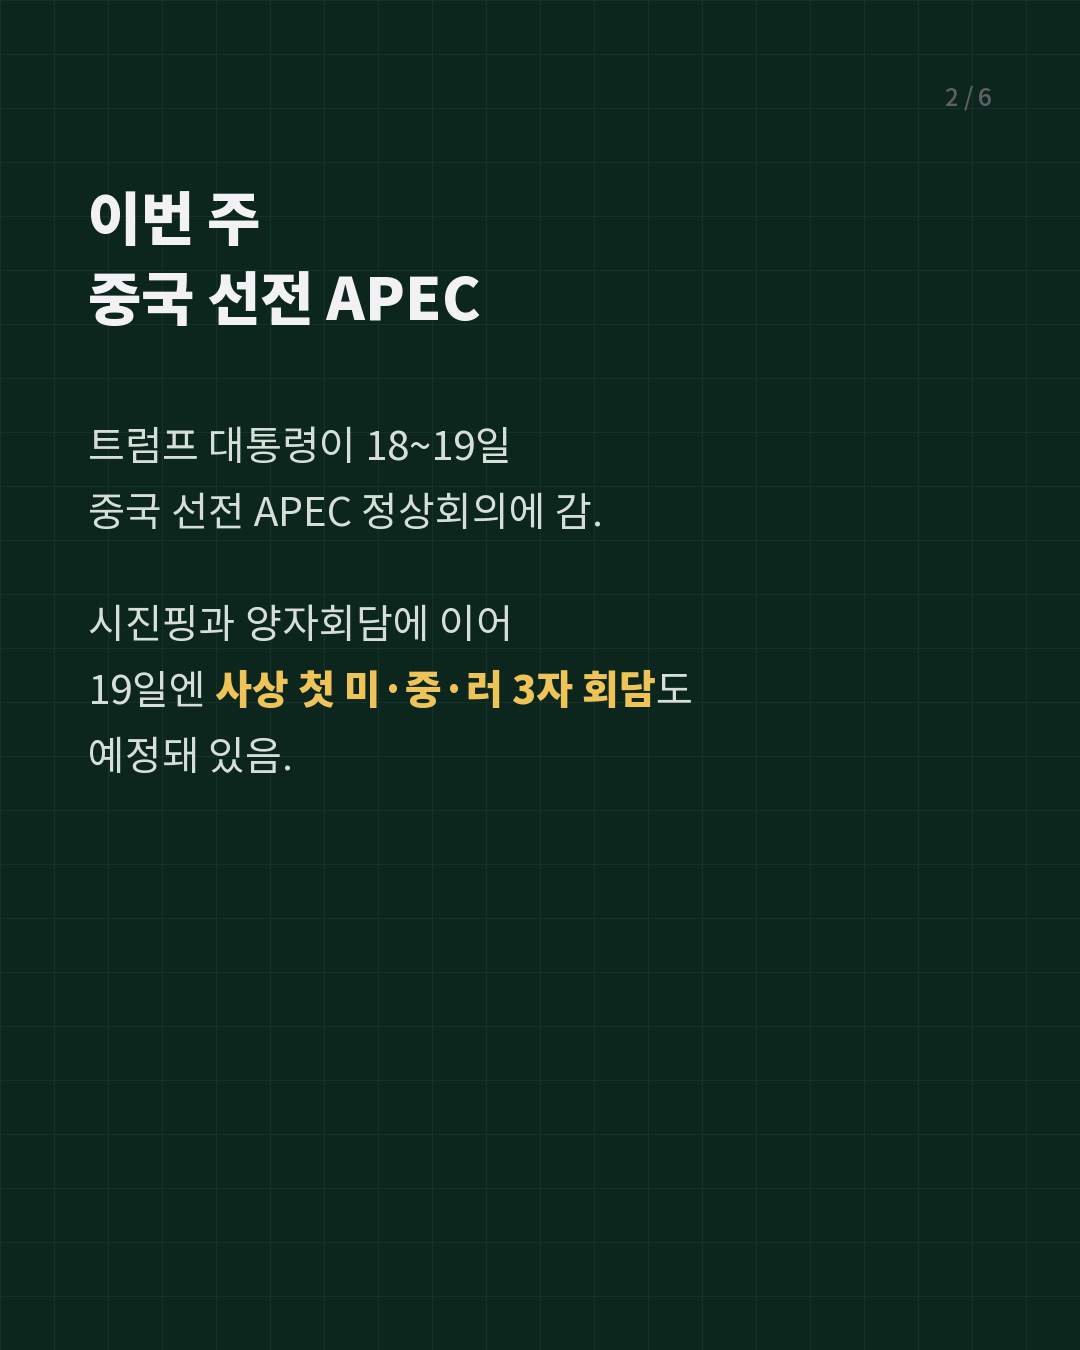 2 / 6
이번 주
중국 선전 APEC
트럼프 대통령이 18~19일
중국 선전 APEC 정상회의에 감.
시진핑과 양자회담에 이어
19일엔 사상 첫 미·중·러 3자 회담도
예정돼 있음.